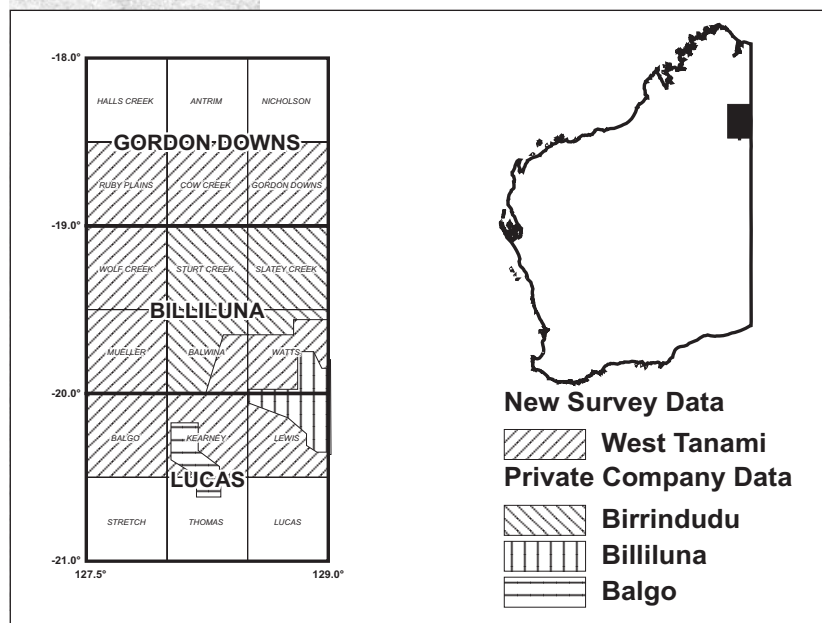 -18.0°
HALLS CREEK ANTRIM NICHOLSON
GORDON DOWNS
RUBY PLAINS COW CREEK GORDON DOWNS
-19.0°
WOLF CREEK STURT CREEK SLATEY CREEK
BILLILUNA
MUELLER BALWINA WATTS
-20.0°
BALGO KEARNEY LEWIS
LUCAS
STRETCH THOMAS LUCAS
-21.0°
127.5° 129.0°
New Survey Data
West Tanami
Private Company Data
Birrindudu
Billiluna
Balgo